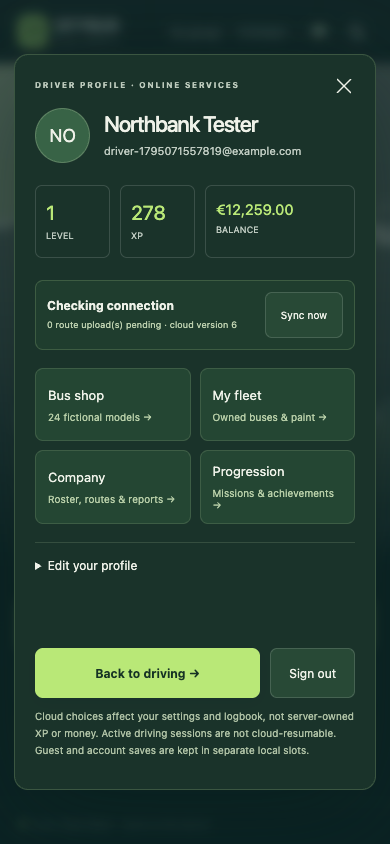 DRIVER PROFILE · ONLINE SERVICES
NO
Northbank Tester
driver-1795071557819@example.com
1
LEVEL
278
XP
€12,259.00
BALANCE
Checking connection
0 route upload(s) pending · cloud version 6
Sync now
Bus shop
24 fictional models →
My fleet
Owned buses & paint →
Company
Roster, routes & reports →
Progression
Missions & achievements
→
▶ Edit your profile
Back to driving →
Sign out
Cloud choices affect your settings and logbook, not server-owned
XP or money. Active driving sessions are not cloud-resumable.
Guest and account saves are kept in separate local slots.